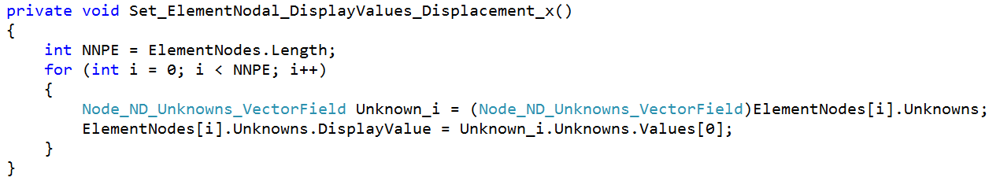 private void Set_ElementNodal_DisplayValues_Displacement_x()
{
    int NNPE = ElementNodes.Length;
    for (int i = 0; i < NNPE; i++)
    {
        Node_ND_Unknowns_VectorField Unknown_i = (Node_ND_Unknowns_VectorField)ElementNodes[i].Unknowns;
        ElementNodes[i].Unknowns.DisplayValue = Unknown_i.Unknowns.Values[0];
    }
}